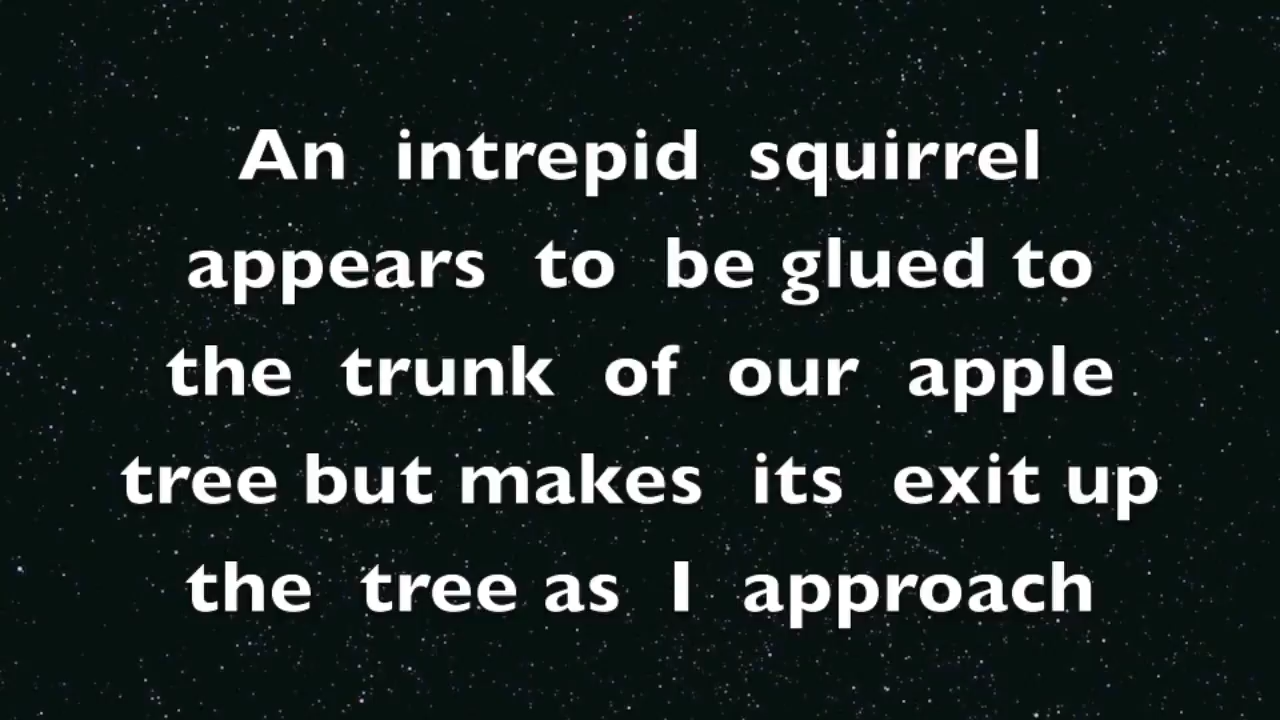 An intrepid squirrel
appears to be glued to
the trunk of our apple
tree but makes its exit up
the tree as I approach